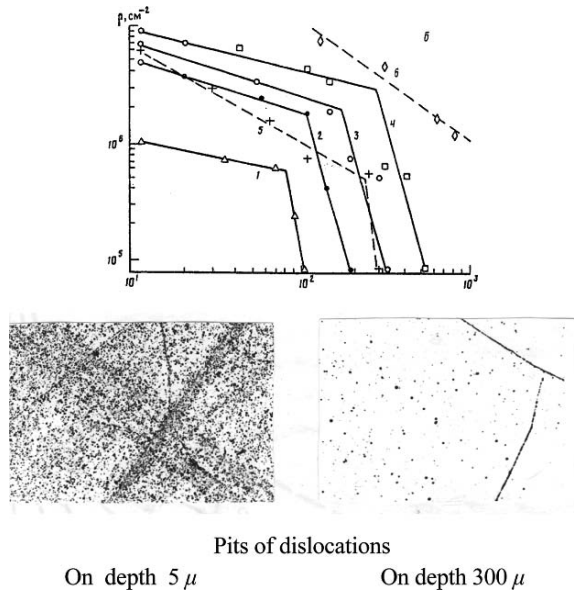 ρ, см⁻²
б
6
10⁶
5
2
3
4
1
10⁵
10¹
10²
10³
Pits of dislocations
On depth 5 μ
On depth 300 μ